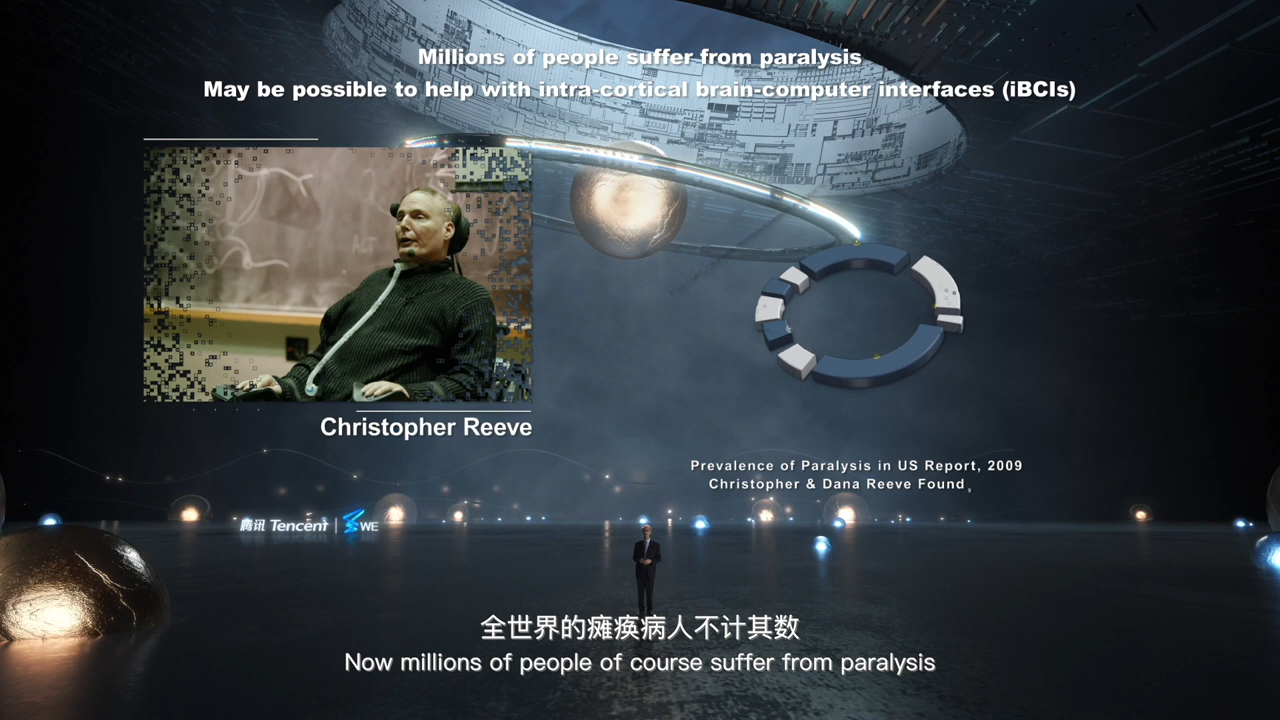 Millions of people suffer from paralysis
May be possible to help with intra-cortical brain-computer interfaces (iBCIs)
ALT
Christopher Reeve
Prevalence of Paralysis in US Report, 2009
Christopher & Dana Reeve Found
腾讯 Tencent | WE
全世界的瘫痪病人不计其数
Now millions of people of course suffer from paralysis